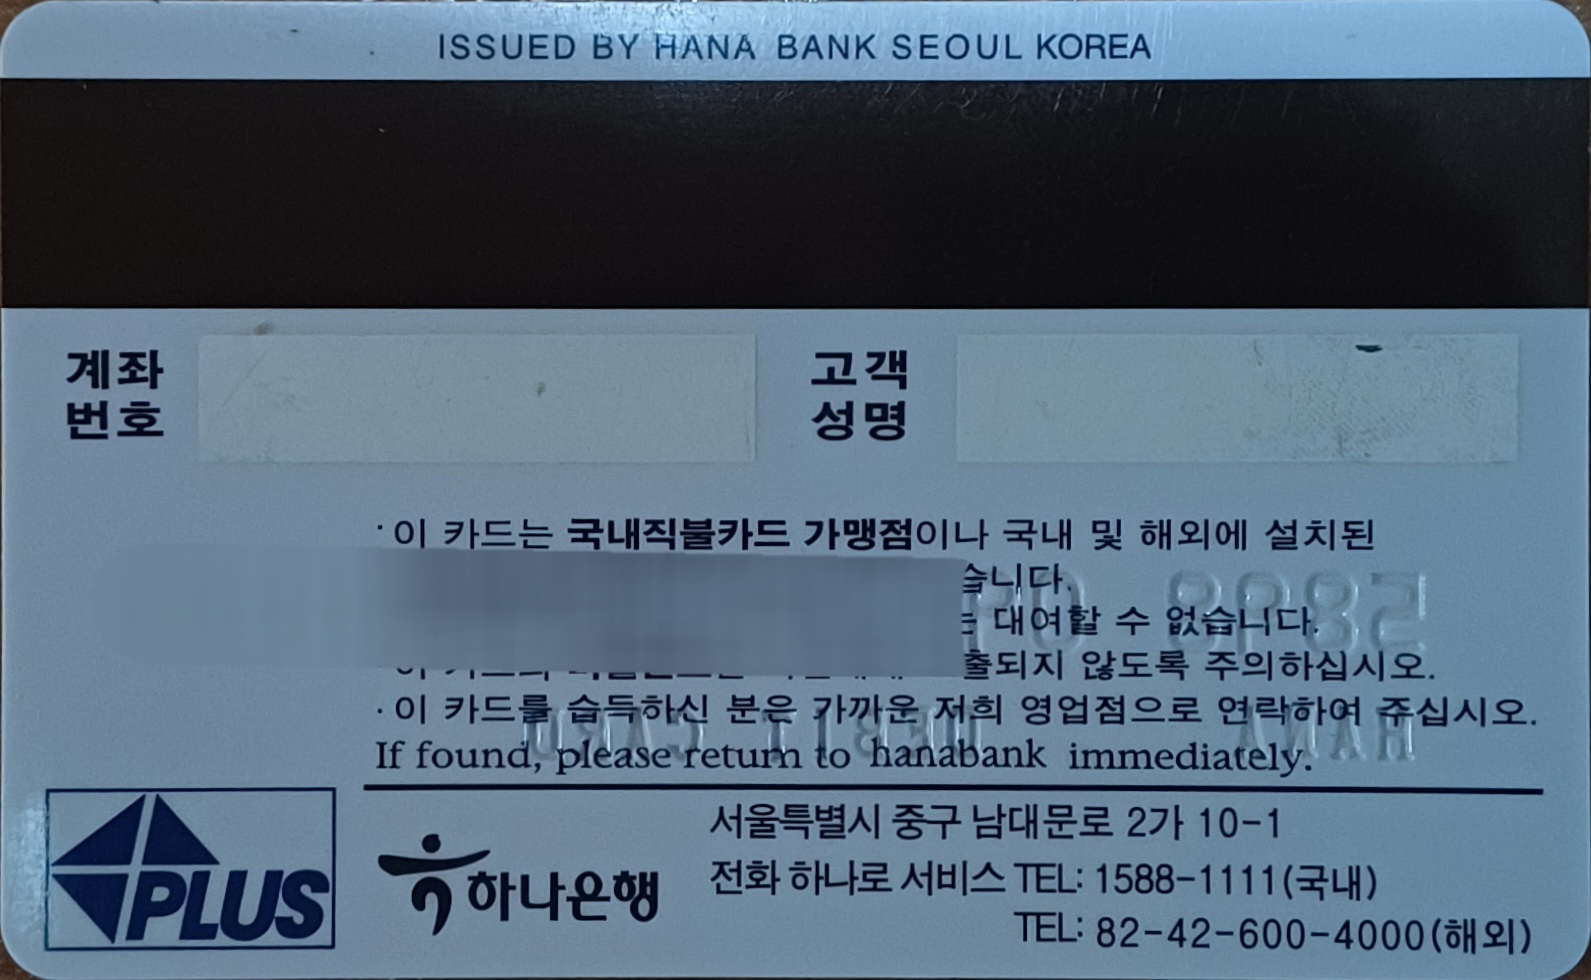 ISSUED BY HANA BANK SEOUL KOREA
계좌
번호
고객
성명
· 이 카드는 국내직불카드 가맹점이나 국내 및 해외에 설치된
습니다.
대여할 수 없습니다.
출되지 않도록 주의하십시오.
· 이 카드를 습득하신 분은 가까운 저희 영업점으로 연락하여 주십시오.
If found, please return to hanabank immediately.
PLUS
하나은행
서울특별시 중구 남대문로 2가 10-1
전화 하나로 서비스 TEL: 1588-1111(국내)
TEL: 82-42-600-4000(해외)
HANA DEBIT CARD